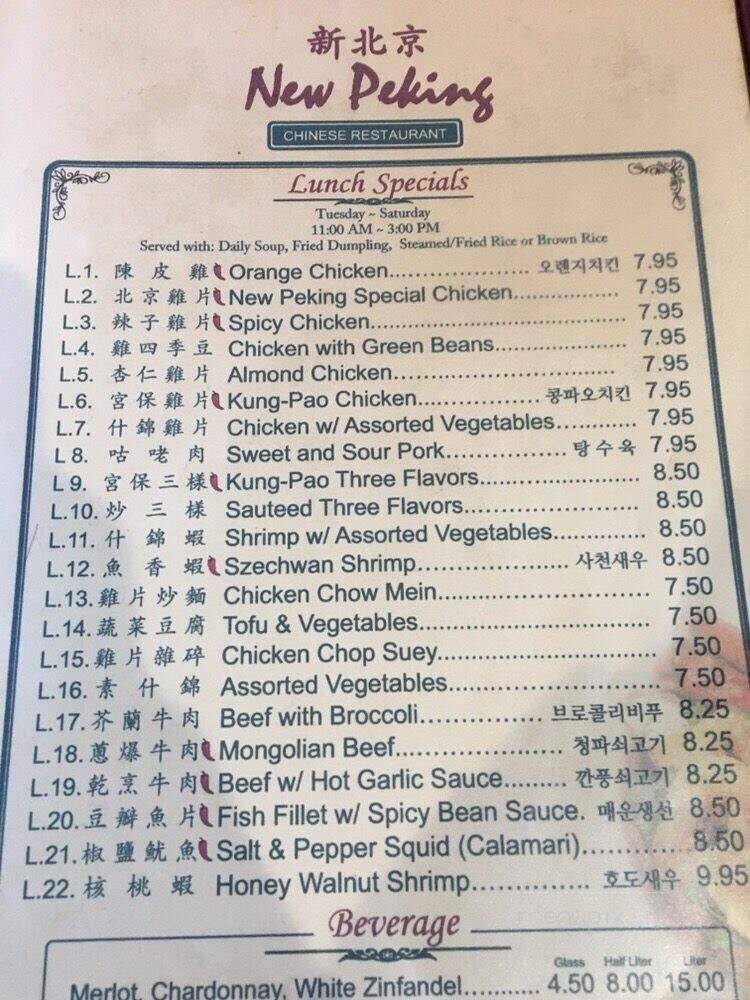 新北京
New Peking
CHINESE RESTAURANT
Lunch Specials
Tuesday ~ Saturday
11:00 AM ~ 3:00 PM
Served with: Daily Soup, Fried Dumpling, Steamed/Fried Rice or Brown Rice
L.1. 陳皮雞 Orange Chicken...................... 오렌지치킨 7.95
L.2. 北京雞片 New Peking Special Chicken................. 7.95
L.3. 辣子雞片 Spicy Chicken......................................... 7.95
L.4. 雞四季豆 Chicken with Green Beans..................... 7.95
L.5. 杏仁雞片 Almond Chicken................................... 7.95
L.6. 宮保雞片 Kung-Pao Chicken.................... 콩파오치킨 7.95
L.7. 什錦雞片 Chicken w/ Assorted Vegetables............ 7.95
L 8. 咕咾肉 Sweet and Sour Pork................. 탕수육 7.95
L 9. 宮保三樣 Kung-Pao Three Flavors.......................... 8.50
L.10. 炒三樣 Sauteed Three Flavors............................ 8.50
L.11. 什錦蝦 Shrimp w/ Assorted Vegetables.............. 8.50
L.12. 魚香蝦 Szechwan Shrimp..................... 사천새우 8.50
L.13. 雞片炒麵 Chicken Chow Mein.............................. 7.50
L.14. 蔬菜豆腐 Tofu & Vegetables.................................. 7.50
L.15. 雞片雜碎 Chicken Chop Suey............................... 7.50
L.16. 素什錦 Assorted Vegetables............................. 7.50
L.17. 芥蘭牛肉 Beef with Broccoli................ 브로콜리비푸 8.25
L.18. 蔥爆牛肉 Mongolian Beef...................... 청파쇠고기 8.25
L.19. 乾烹牛肉 Beef w/ Hot Garlic Sauce......... 깐풍쇠고기 8.25
L.20. 豆瓣魚片 Fish Fillet w/ Spicy Bean Sauce. 매운생선 8.50
L.21. 椒鹽魷魚 Salt & Pepper Squid (Calamari).............. 8.50
L.22. 核桃蝦 Honey Walnut Shrimp............... 호도새우 9.95
Beverage
Glass Half Liter Liter
Merlot, Chardonnay, White Zinfandel.......... 4.50 8.00 15.00